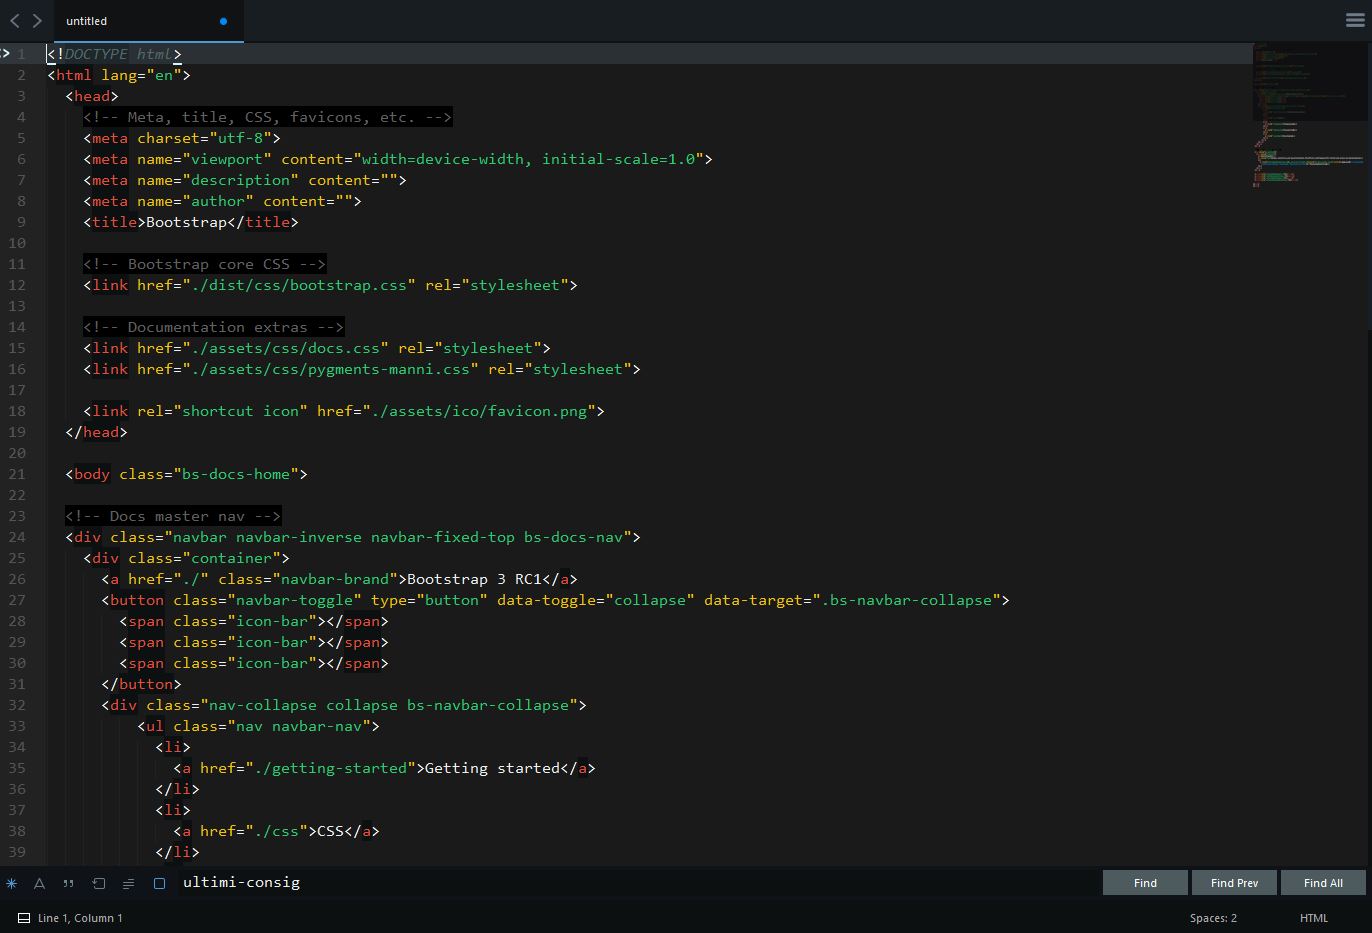 untitled
1 <!DOCTYPE html>
2 <html lang="en">
3 <head>
4 <!-- Meta, title, CSS, favicons, etc. -->
5 <meta charset="utf-8">
6 <meta name="viewport" content="width=device-width, initial-scale=1.0">
7 <meta name="description" content="">
8 <meta name="author" content="">
9 <title>Bootstrap</title>
10
11 <!-- Bootstrap core CSS -->
12 <link href="./dist/css/bootstrap.css" rel="stylesheet">
13
14 <!-- Documentation extras -->
15 <link href="./assets/css/docs.css" rel="stylesheet">
16 <link href="./assets/css/pygments-manni.css" rel="stylesheet">
17
18 <link rel="shortcut icon" href="./assets/ico/favicon.png">
19 </head>
20
21 <body class="bs-docs-home">
22
23 <!-- Docs master nav -->
24 <div class="navbar navbar-inverse navbar-fixed-top bs-docs-nav">
25 <div class="container">
26 <a href="./" class="navbar-brand">Bootstrap 3 RC1</a>
27 <button class="navbar-toggle" type="button" data-toggle="collapse" data-target=".bs-navbar-collapse">
28 <span class="icon-bar"></span>
29 <span class="icon-bar"></span>
30 <span class="icon-bar"></span>
31 </button>
32 <div class="nav-collapse collapse bs-navbar-collapse">
33 <ul class="nav navbar-nav">
34 <li>
35 <a href="./getting-started">Getting started</a>
36 </li>
37 <li>
38 <a href="./css">CSS</a>
39 </li>
ultimi-consig Find Find Prev Find All
Line 1, Column 1 Spaces: 2 HTML